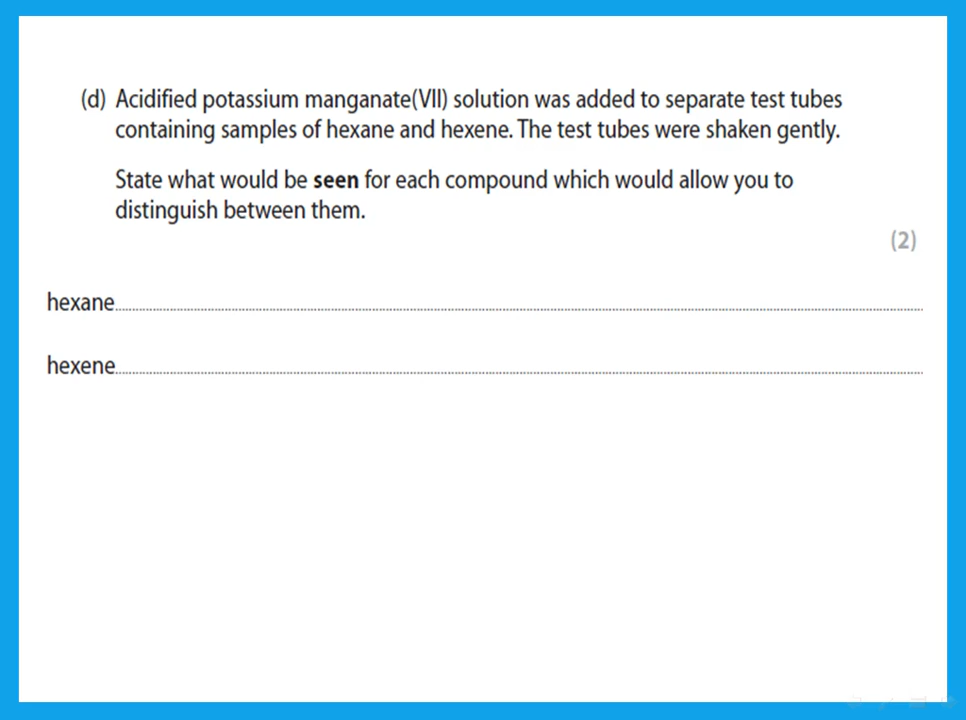 (d) Acidified potassium manganate(VII) solution was added to separate test tubes
containing samples of hexane and hexene. The test tubes were shaken gently.
State what would be seen for each compound which would allow you to
distinguish between them.
(2)
hexane
hexene